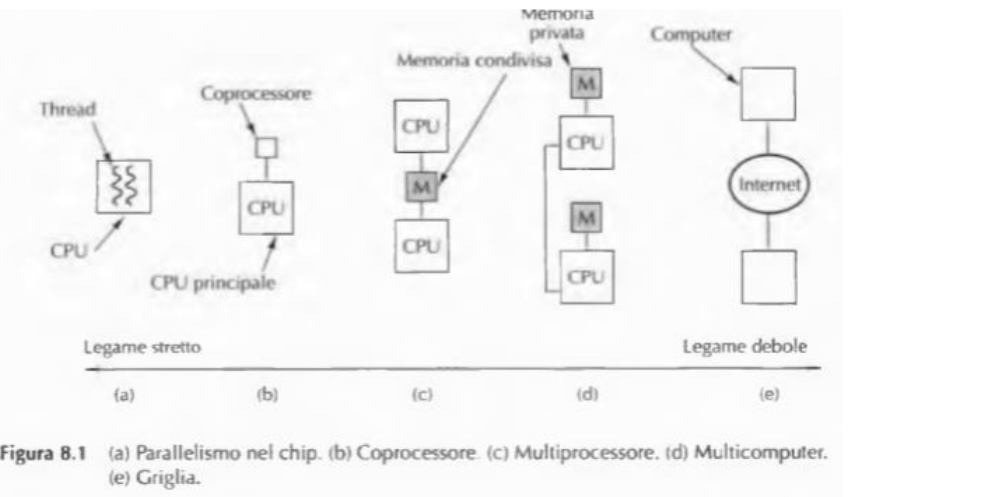 Memoria
privata
Computer
Memoria condivisa
M
Thread
Coprocessore
CPU
CPU
M
Internet
CPU
M
CPU
CPU
CPU
CPU principale
Legame stretto
Legame debole
(a)
(b)
(c)
(d)
(e)
Figura 8.1 (a) Parallelismo nel chip. (b) Coprocessore. (c) Multiprocessore. (d) Multicomputer.
(e) Griglia.